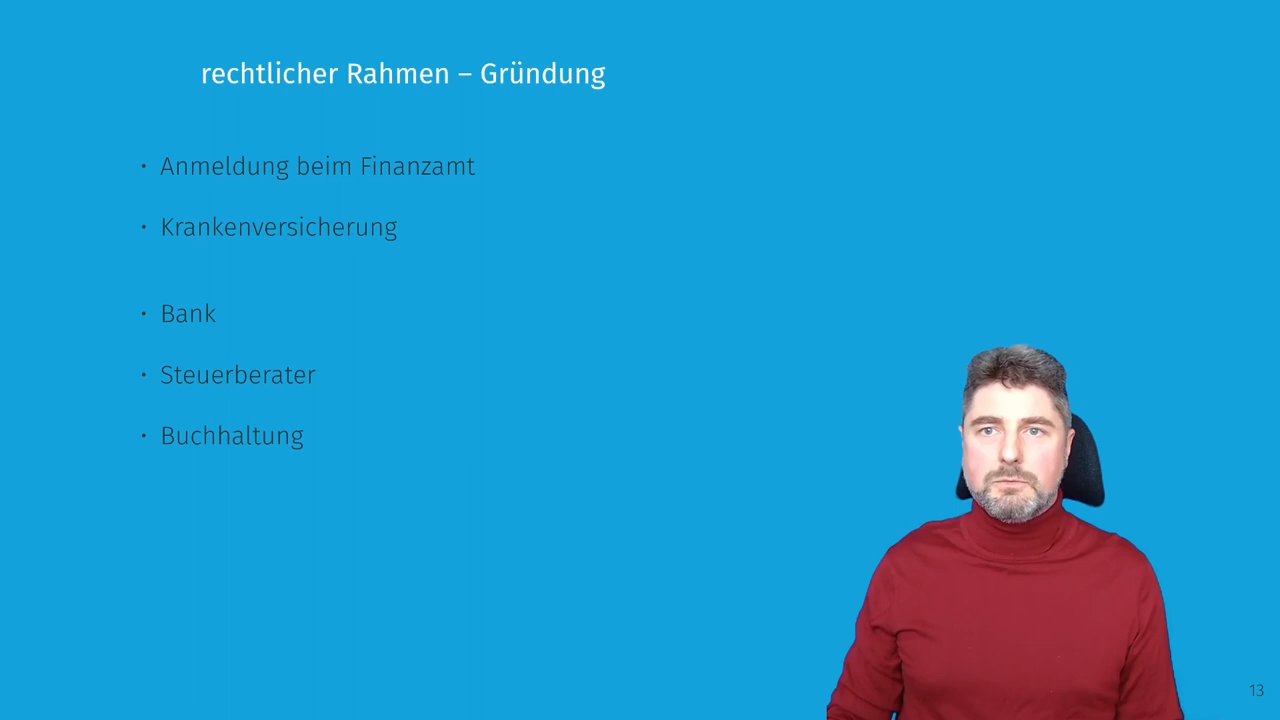 rechtlicher Rahmen – Gründung
· Anmeldung beim Finanzamt
· Krankenversicherung
· Bank
· Steuerberater
· Buchhaltung
13